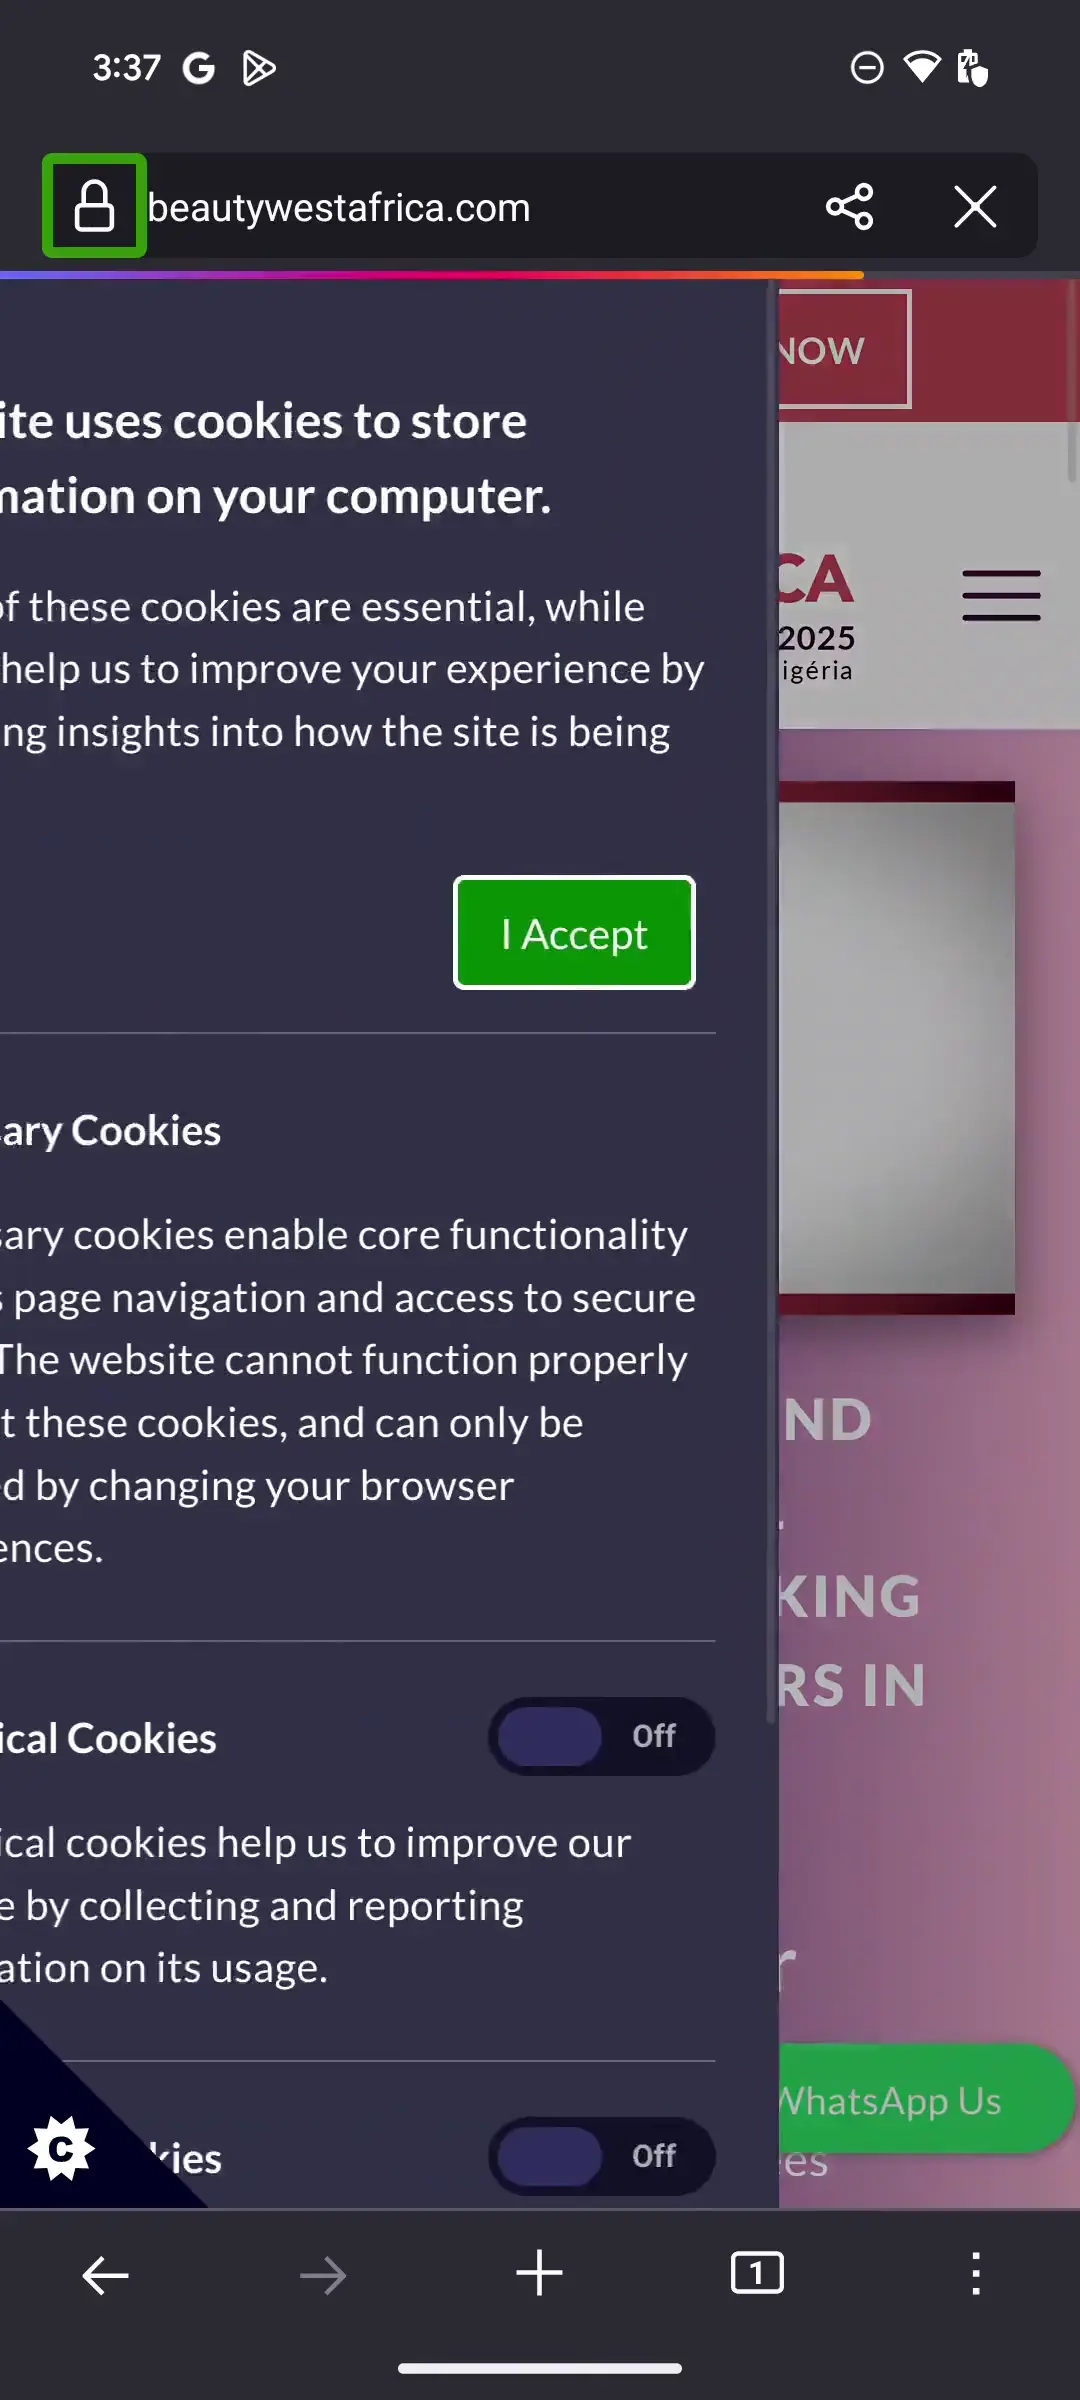 3:37
beautywestafrica.com
NOW
ite uses cookies to store
mation on your computer.
CA
2025
igéria
of these cookies are essential, while
help us to improve your experience by
ng insights into how the site is being
I Accept
ary Cookies
sary cookies enable core functionality
s page navigation and access to secure
The website cannot function properly
t these cookies, and can only be
d by changing your browser
ences.
ND
KING
RS IN
ical Cookies
Off
ical cookies help us to improve our
e by collecting and reporting
ation on its usage.
r
WhatsApp Us
kies
Off
es
C
1